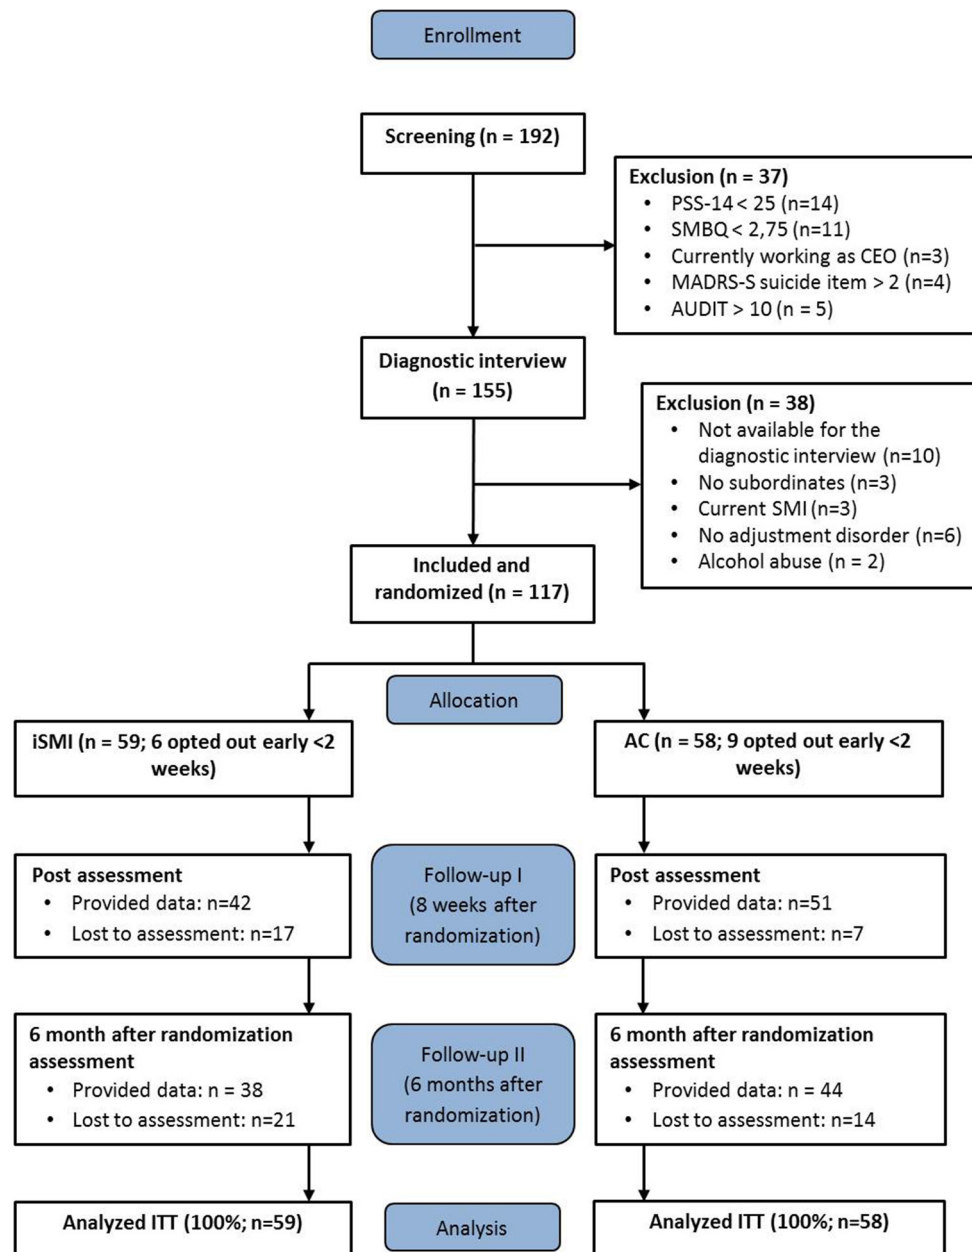 Enrollment
Screening (n = 192)
Exclusion (n = 37)
• PSS-14 < 25 (n=14)
• SMBQ < 2,75 (n=11)
• Currently working as CEO (n=3)
• MADRS-S suicide item > 2 (n=4)
• AUDIT > 10 (n = 5)
Diagnostic interview
(n = 155)
Exclusion (n = 38)
• Not available for the
diagnostic interview (n=10)
• No subordinates (n=3)
• Current SMI (n=3)
• No adjustment disorder (n=6)
• Alcohol abuse (n = 2)
Included and
randomized (n = 117)
Allocation
iSMI (n = 59; 6 opted out early <2
weeks)
AC (n = 58; 9 opted out early <2
weeks)
Post assessment
• Provided data: n=42
• Lost to assessment: n=17
Follow-up I
(8 weeks after
randomization)
Post assessment
• Provided data: n=51
• Lost to assessment: n=7
6 month after randomization
assessment
• Provided data: n = 38
• Lost to assessment: n=21
Follow-up II
(6 months after
randomization)
6 month after randomization
assessment
• Provided data: n = 44
• Lost to assessment: n=14
Analyzed ITT (100%; n=59)
Analysis
Analyzed ITT (100%; n=58)